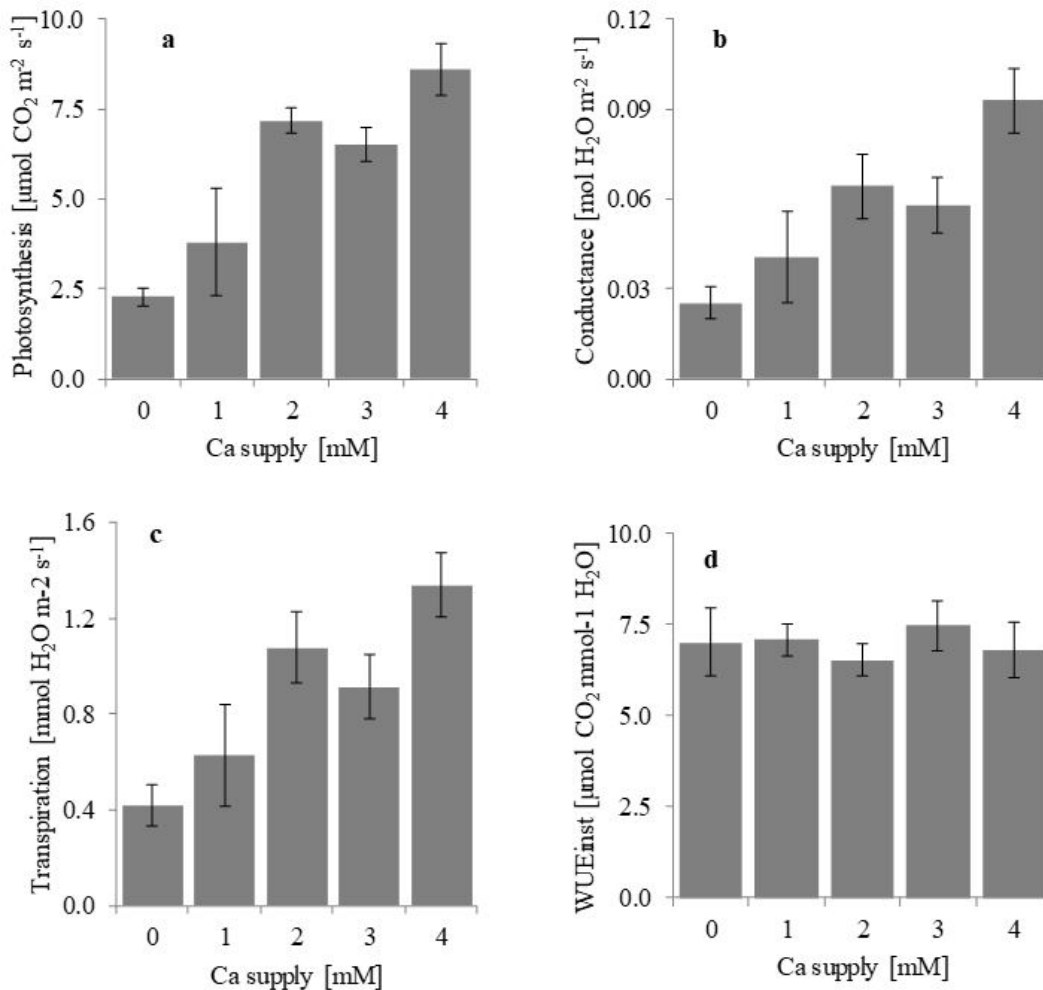 a
Photosynthesis [µmol CO₂ m⁻² s⁻¹]
10.0
7.5
5.0
2.5
0.0
0 1 2 3 4
Ca supply [mM]
b
Conductance [mol H₂O m⁻² s⁻¹]
0.12
0.09
0.06
0.03
0.00
0 1 2 3 4
Ca supply [mM]
c
Transpiration [mmol H₂O m-2 s⁻¹]
1.6
1.2
0.8
0.4
0.0
0 1 2 3 4
Ca supply [mM]
d
WUEinst [µmol CO₂ mmol-1 H₂O]
10.0
7.5
5.0
2.5
0.0
0 1 2 3 4
Ca supply [mM]